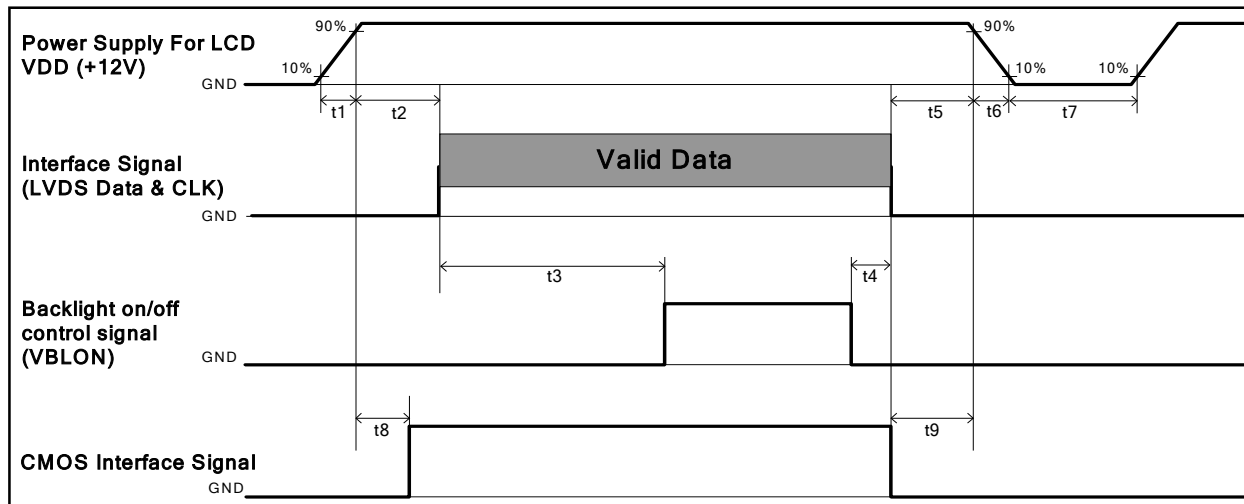 90%
90%
Power Supply For LCD
VDD (+12V)
10%
10%
10%
GND
t1
t2
t5
t6
t7
Valid Data
Interface Signal
(LVDS Data & CLK)
GND
t3
t4
Backlight on/off
control signal
(VBLON)
GND
t8
t9
CMOS Interface Signal
GND